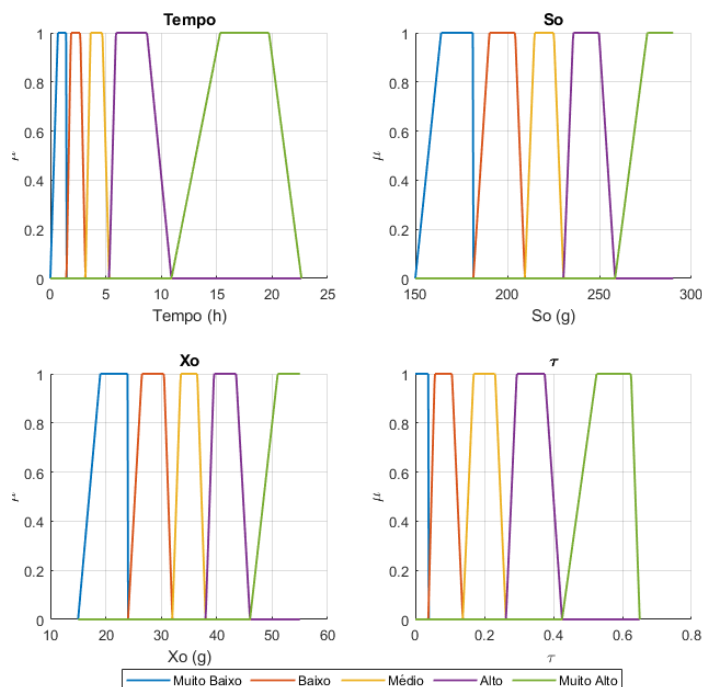 Tempo
So
1
0.8
0.6
0.4
0.2
0
μ
0 5 10 15 20 25
Tempo (h)
1
0.8
0.6
0.4
0.2
0
μ
150 200 250 300
So (g)
Xo
τ
1
0.8
0.6
0.4
0.2
0
μ
10 20 30 40 50 60
Xo (g)
1
0.8
0.6
0.4
0.2
0
μ
0 0.2 0.4 0.6 0.8
τ
Muito Baixo Baixo Médio Alto Muito Alto